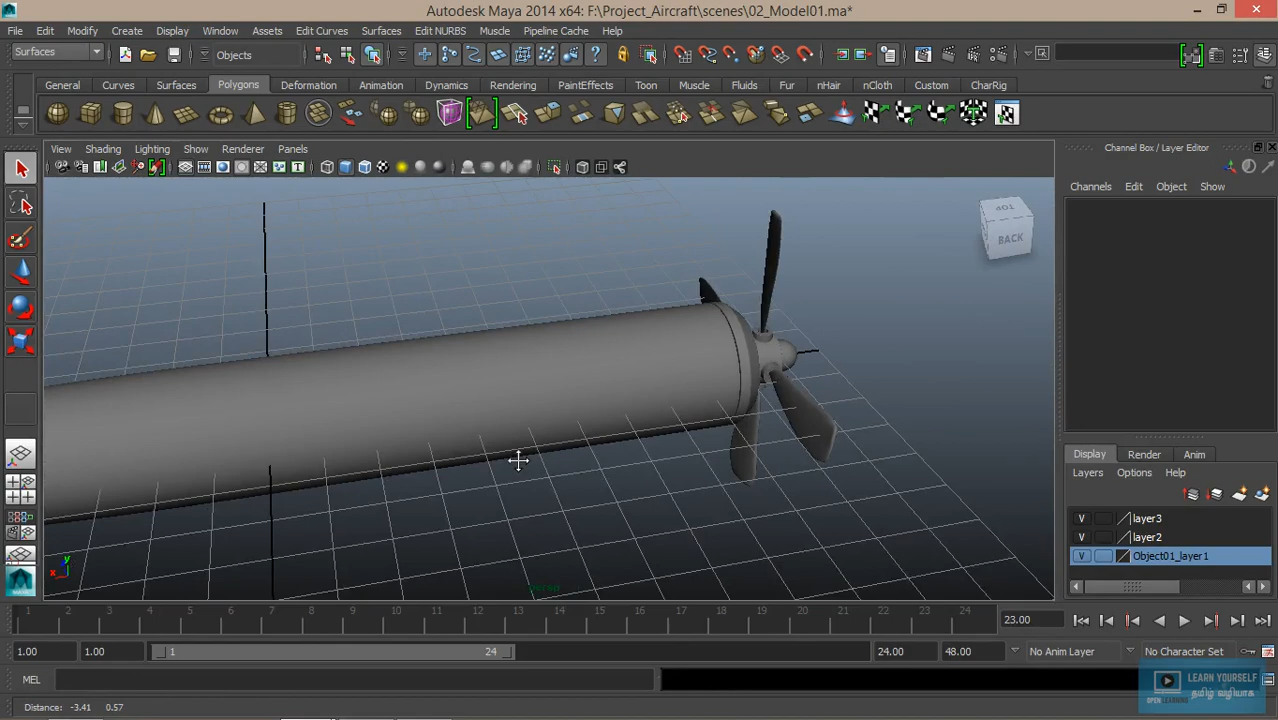 Autodesk Maya 2014 x64: F:\Project_Aircraft\scenes\02_Model01.ma*
File Edit Modify Create Display Window Assets Edit Curves Surfaces Edit NURBS Muscle Pipeline Cache Help
Surfaces Objects
General Curves Surfaces Polygons Deformation Animation Dynamics Rendering PaintEffects Toon Muscle Fluids Fur nHair nCloth Custom CharRig
View Shading Lighting Show Renderer Panels
Channel Box / Layer Editor
Channels Edit Object Show
BACK
Display Render Anim
Layers Options Help
V layer3
V layer2
V Object01_layer1
y
x
1 2 3 4 5 6 7 8 9 10 11 12 13 14 15 16 17 18 19 20 21 22 23 24 23.00
1.00 1.00 1 24 24.00 48.00 No Anim Layer No Character Set
MEL
Distance: -3.41 0.57
LEARN YOURSELF
தமிழ் வழியாக
OPEN LEARNING